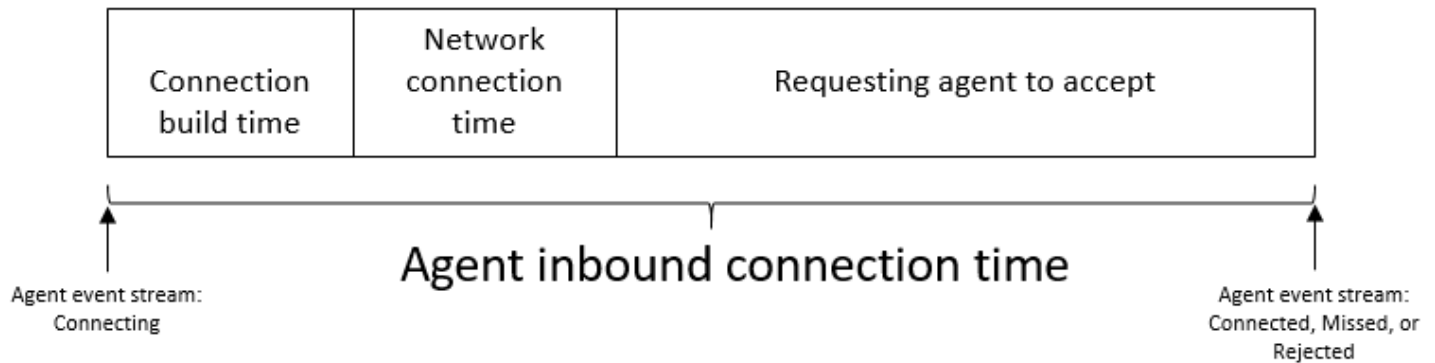 Connection
build time
Network
connection
time
Requesting agent to accept
Agent inbound connection time
Agent event stream:
Connecting
Agent event stream:
Connected, Missed, or
Rejected